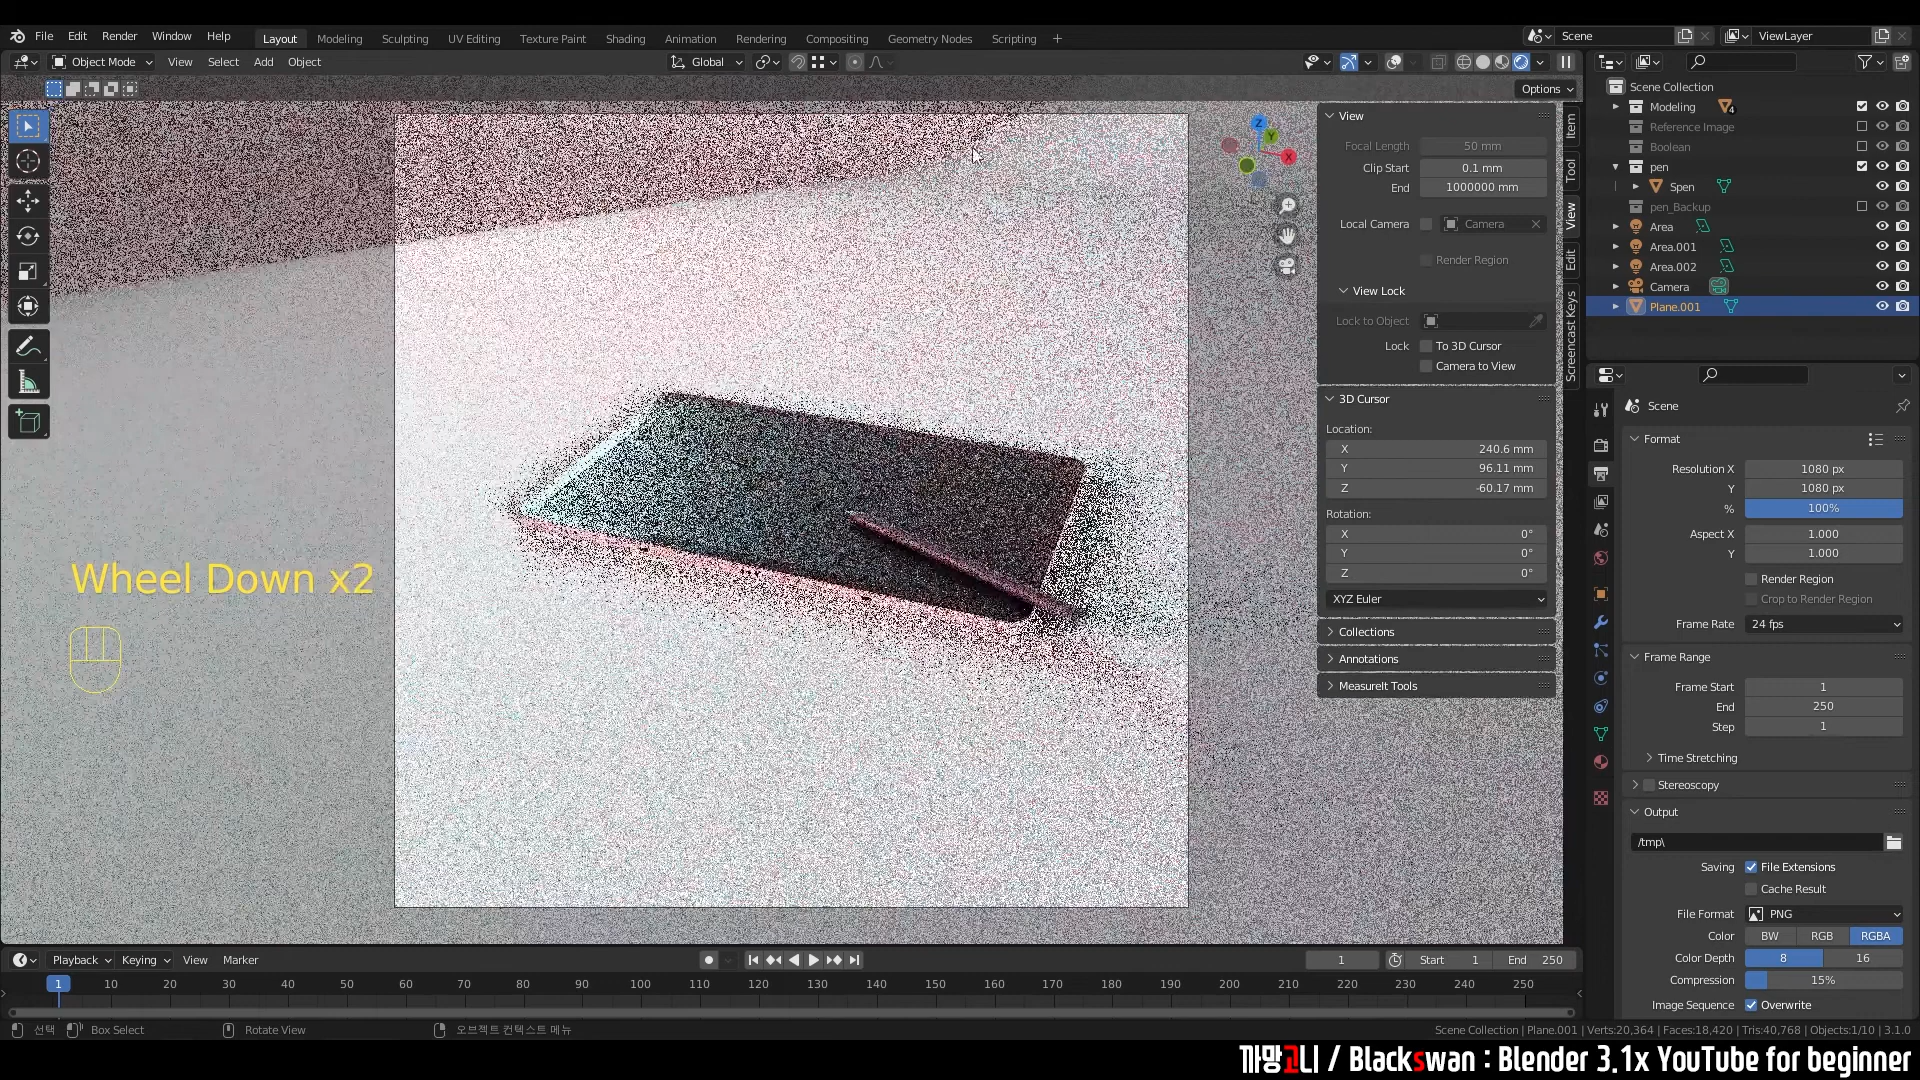 File Edit Render Window Help Layout Modeling Sculpting UV Editing Texture Paint Shading Animation Rendering Compositing Geometry Nodes Scripting + Scene ViewLayer
Object Mode View Select Add Object Global
Options
Scene Collection
Modeling 4
Reference Image
Boolean
pen
Spen
pen_Backup
Area
Area.001
Area.002
Camera
Plane.001
Z
Y
X
View
Focal Length 50 mm
Clip Start 0.1 mm
End 1000000 mm
Local Camera Camera
Render Region
View Lock
Lock to Object
Lock To 3D Cursor
Camera to View
3D Cursor
Location:
X 240.6 mm
Y 96.11 mm
Z -60.17 mm
Rotation:
X 0°
Y 0°
Z 0°
XYZ Euler
Collections
Annotations
MeasureIt Tools
Item
Tool
View
Edit
Screencast Keys
Scene
Format
Resolution X 1080 px
Y 1080 px
% 100%
Aspect X 1.000
Y 1.000
Render Region
Crop to Render Region
Frame Rate 24 fps
Frame Range
Frame Start 1
End 250
Step 1
Time Stretching
Stereoscopy
Output
/tmp\
Saving File Extensions
Cache Result
File Format PNG
Color BW RGB RGBA
Color Depth 8 16
Compression 15%
Image Sequence Overwrite
Wheel Down x2
Playback Keying View Marker 1 Start 1 End 250
1 10 20 30 40 50 60 70 80 90 100 110 120 130 140 150 160 170 180 190 200 210 220 230 240 250
선택 Box Select Rotate View 오브젝트 컨텍스트 메뉴 Scene Collection | Plane.001 | Verts:20,364 | Faces:18,420 | Tris:40,768 | Objects:1/10 | 3.1.0
까망고니 / Blackswan : Blender 3.1x YouTube for beginner